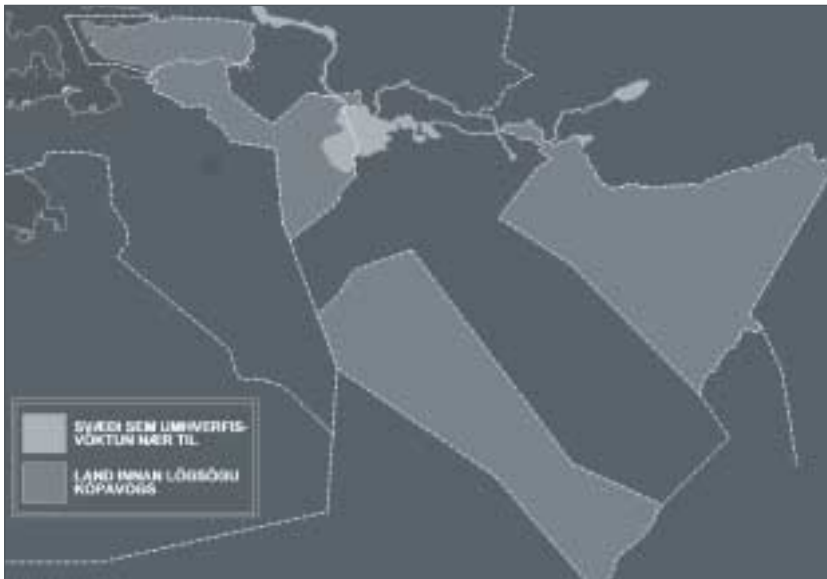 SVÆÐI SEM UMHVERFIS-
VÖKTUN NÆR TIL
LAND INNAN LÖGSÖGU
KÓPAVOGS